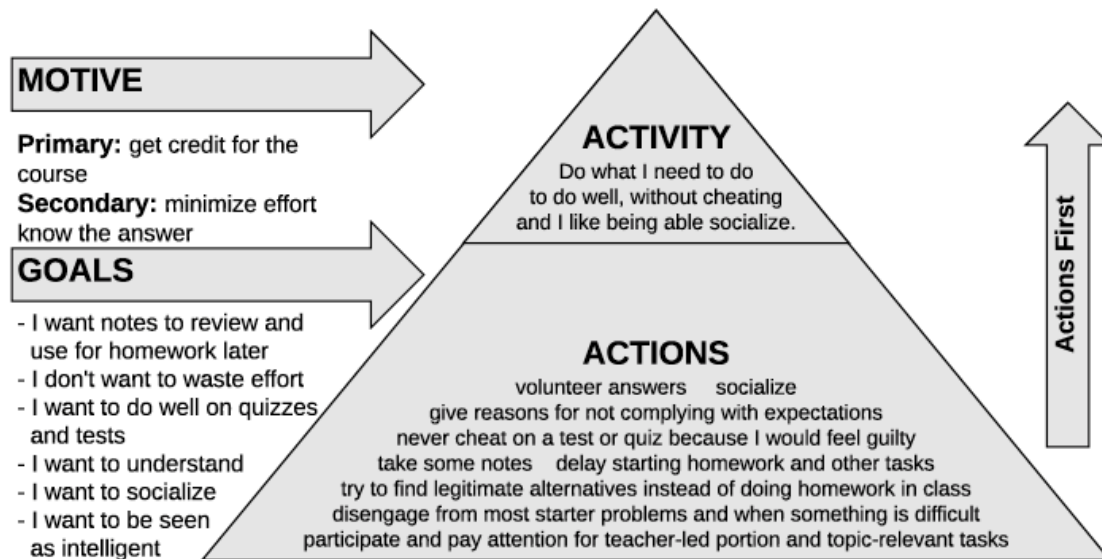 MOTIVE
Primary: get credit for the
course
Secondary: minimize effort
know the answer
GOALS
- I want notes to review and
use for homework later
- I don't want to waste effort
- I want to do well on quizzes
and tests
- I want to understand
- I want to socialize
- I want to be seen
as intelligent
ACTIVITY
Do what I need to do
to do well, without cheating
and I like being able socialize.
ACTIONS
volunteer answers socialize
give reasons for not complying with expectations
never cheat on a test or quiz because I would feel guilty
take some notes delay starting homework and other tasks
try to find legitimate alternatives instead of doing homework in class
disengage from most starter problems and when something is difficult
participate and pay attention for teacher-led portion and topic-relevant tasks
Actions First